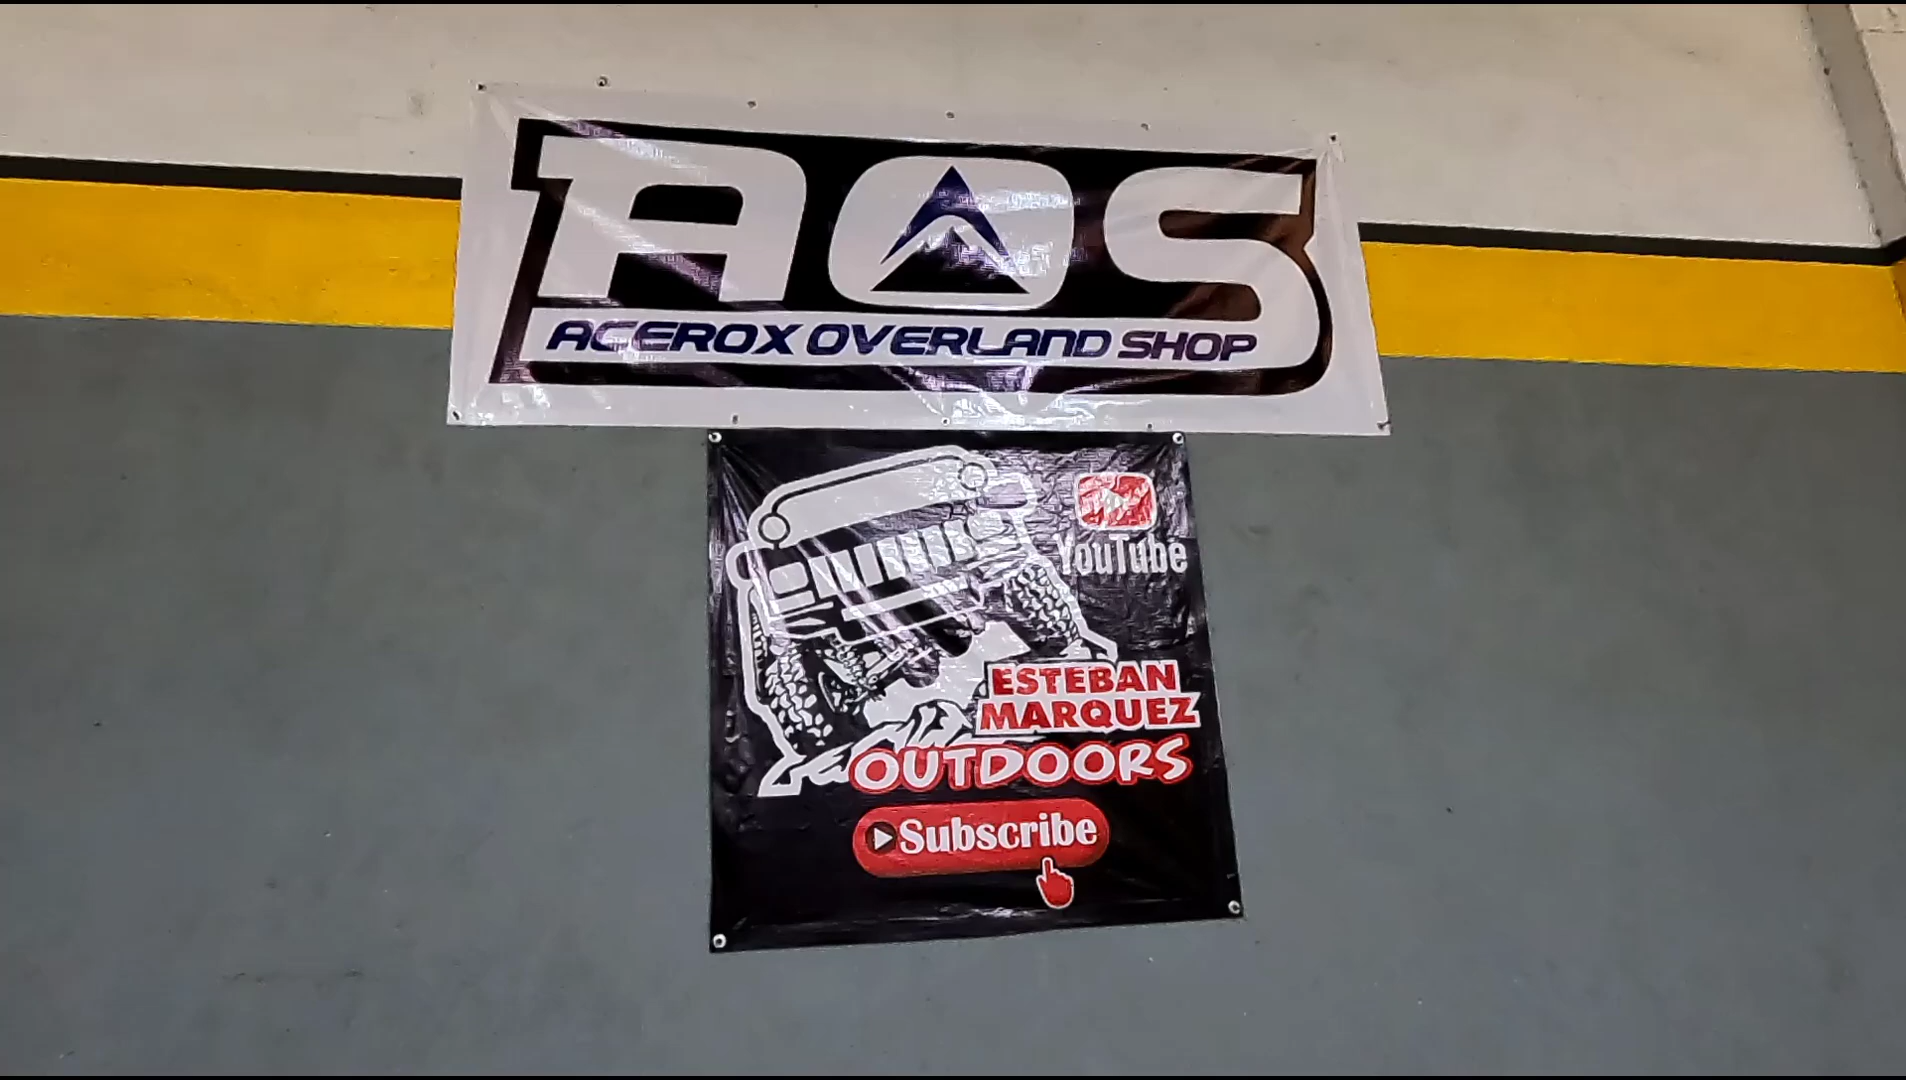 AOS
ACEROX OVERLAND SHOP
YouTube
ESTEBAN
MARQUEZ
OUTDOORS
Subscribe